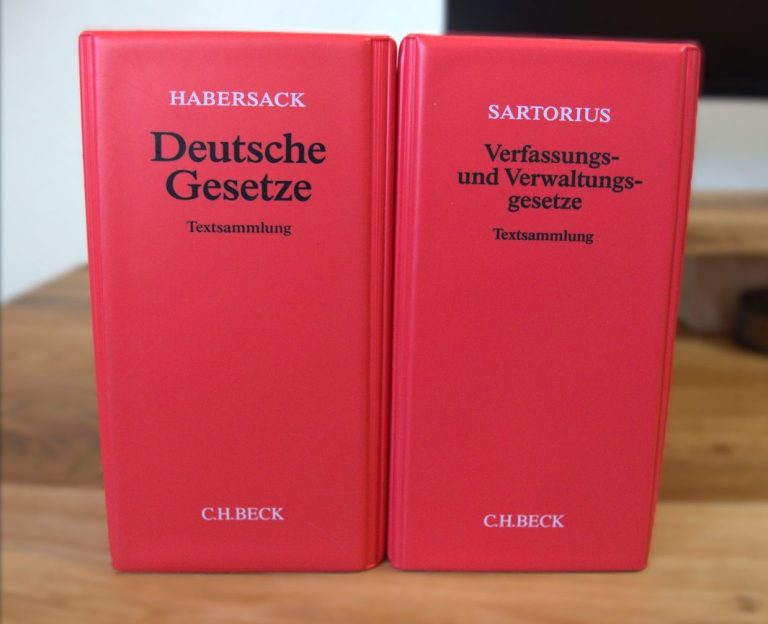 HABERSACK
Deutsche
Gesetze
Textsammlung
C.H.BECK
SARTORIUS
Verfassungs-
und Verwaltungs-
gesetze
Textsammlung
C.H.BECK